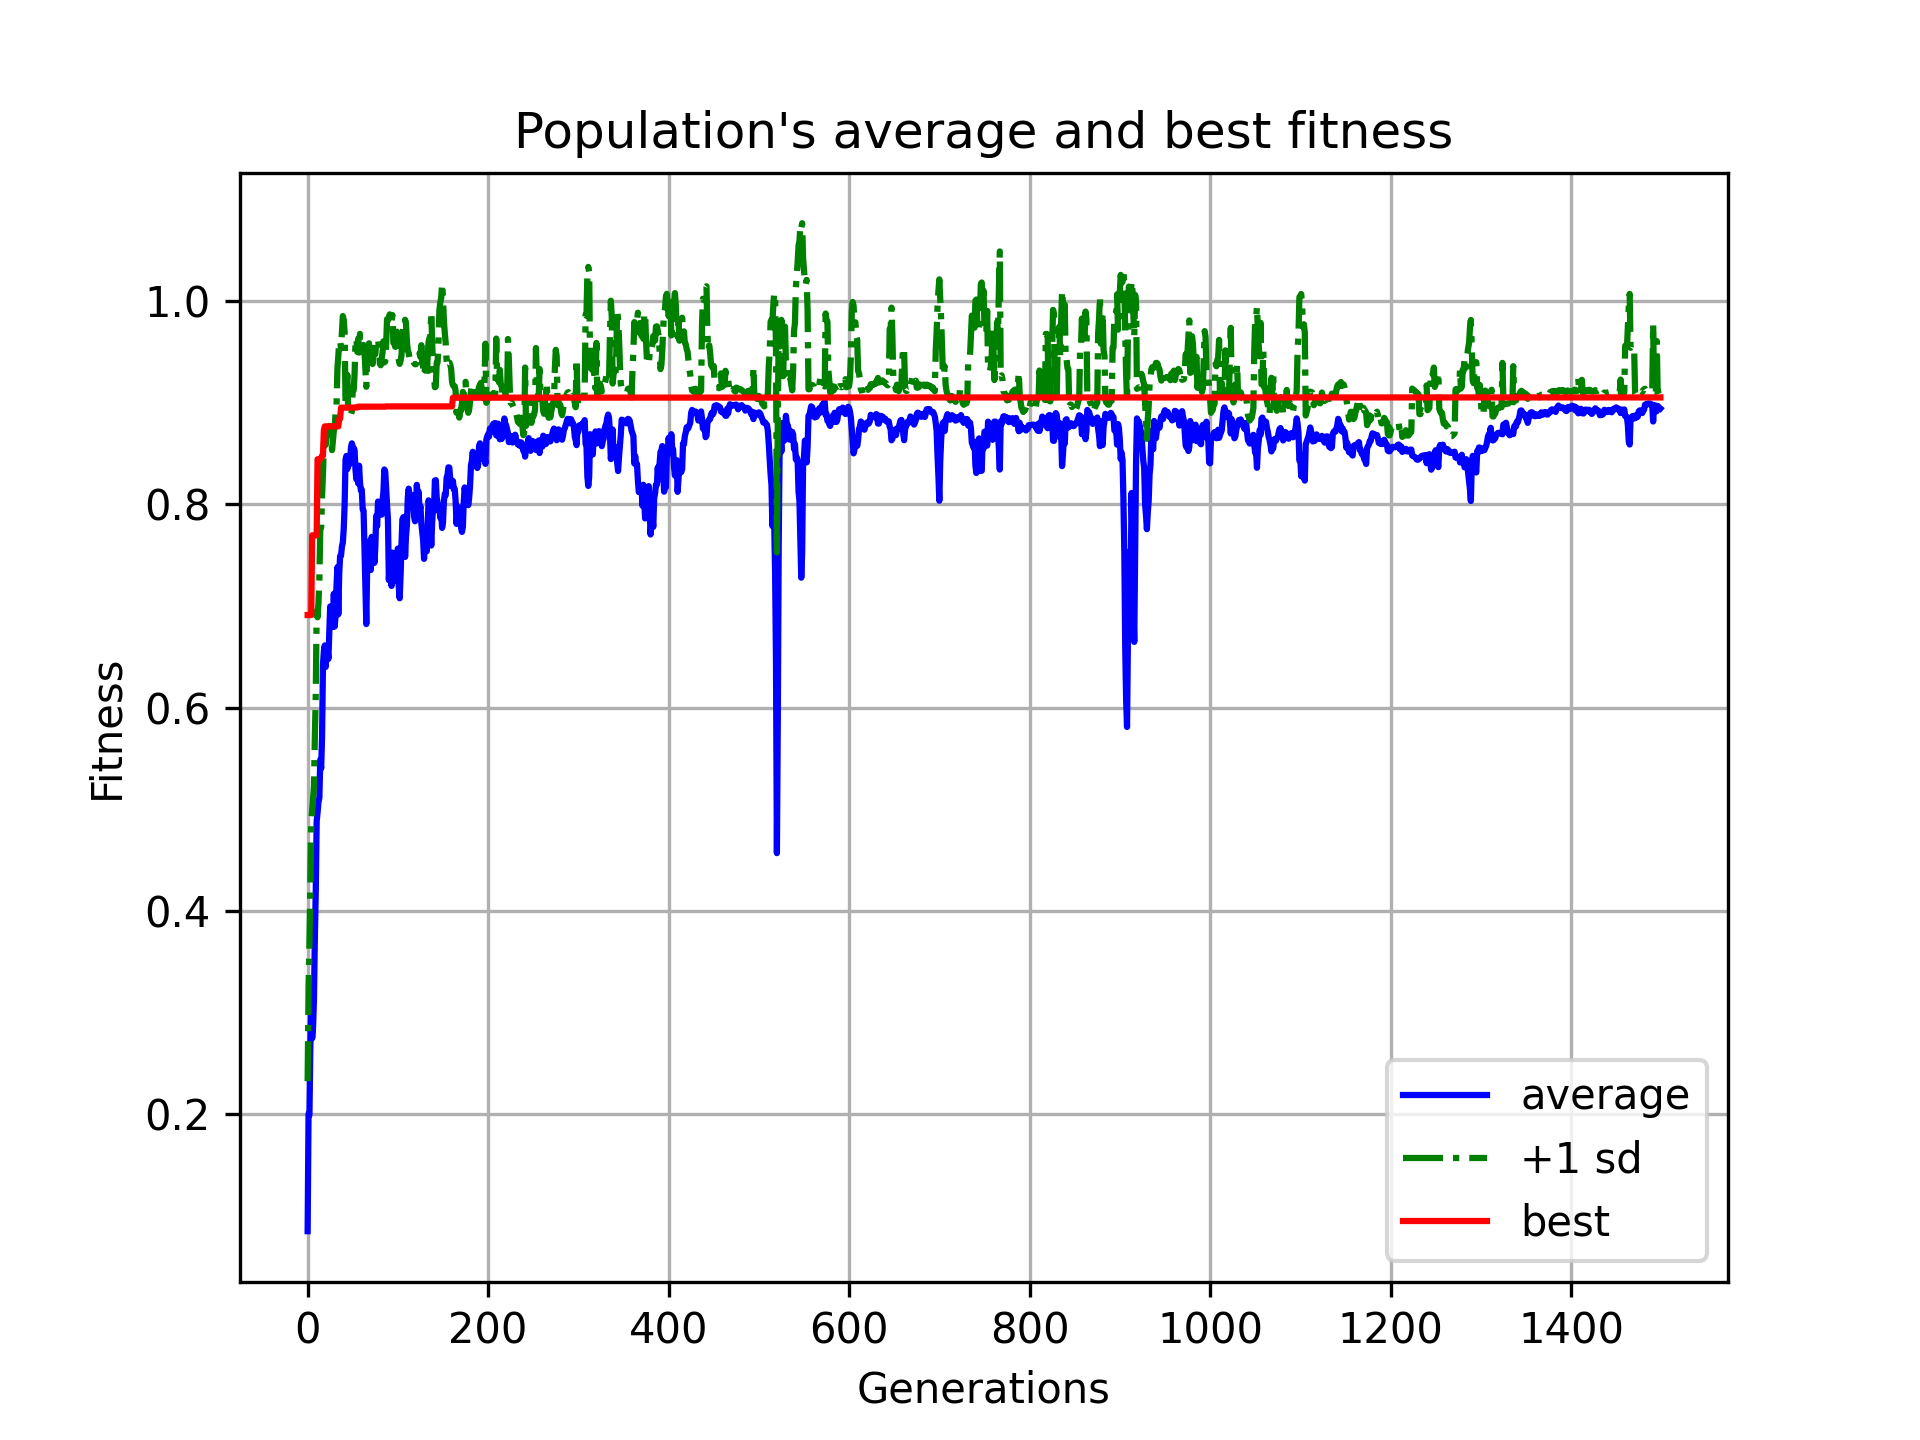 Population's average and best fitness
1.0
0.8
0.6
0.4
0.2
Fitness
0 200 400 600 800 1000 1200 1400
Generations
average
+1 sd
best